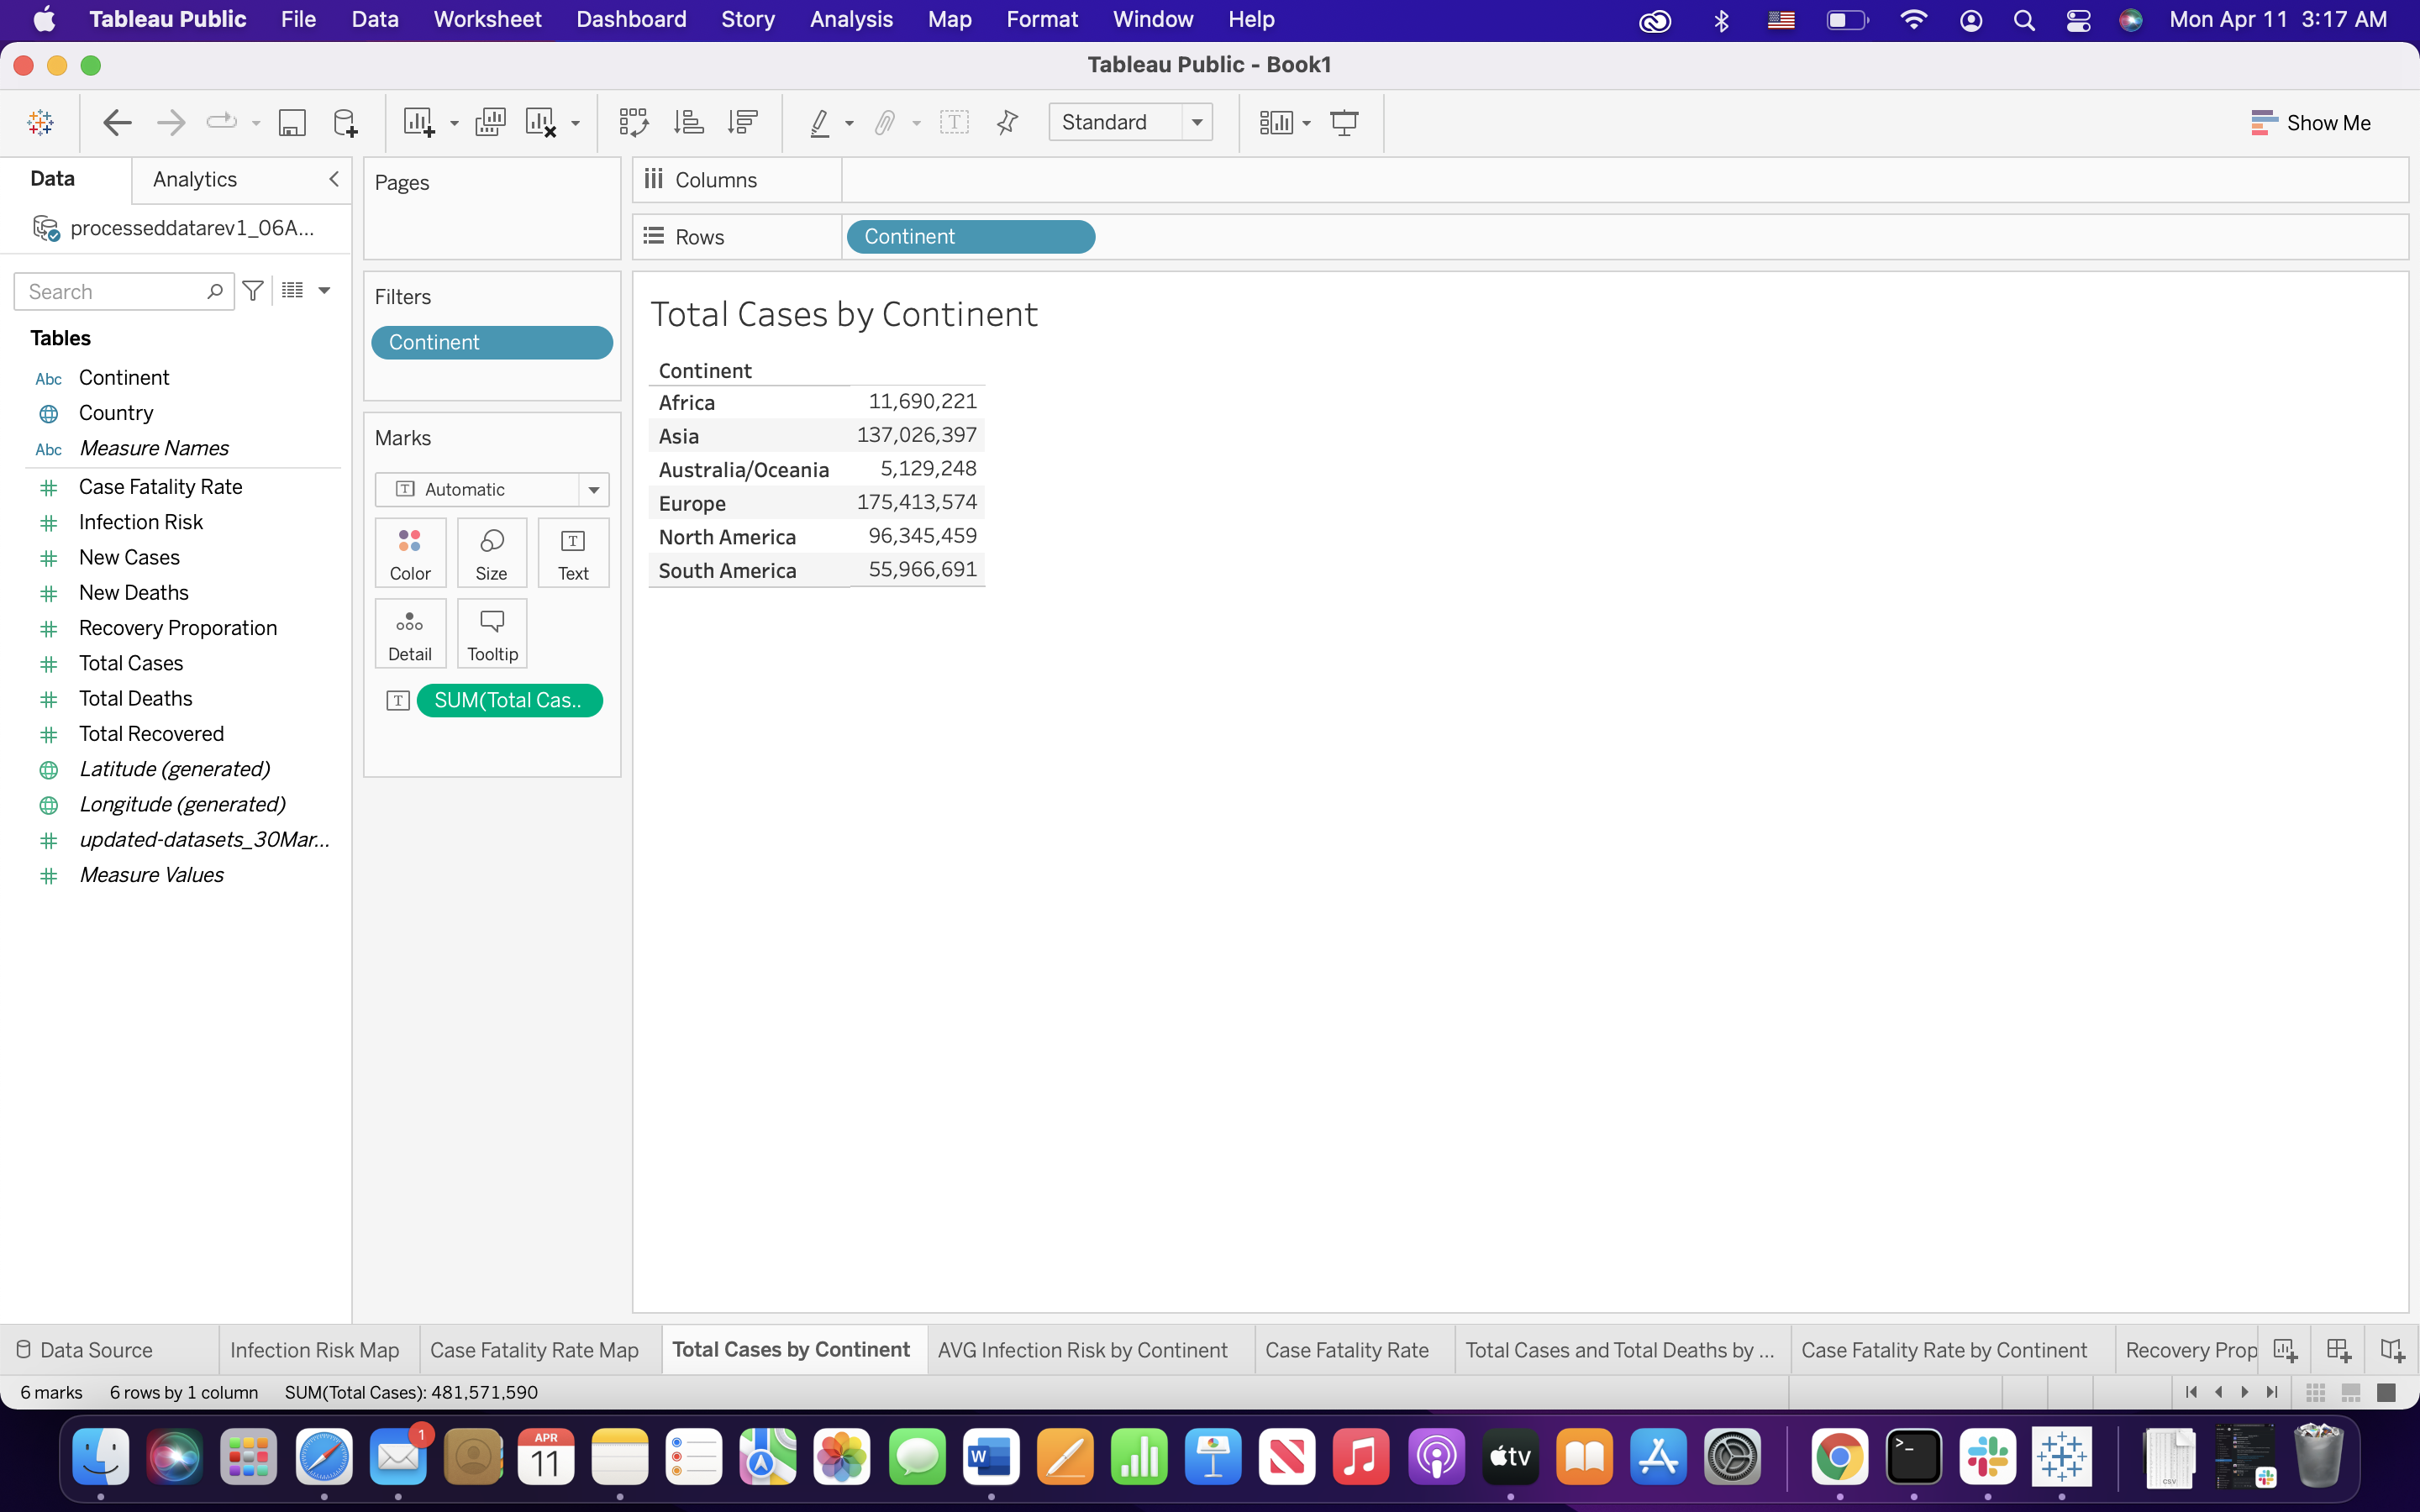 Tableau Public File Data Worksheet Dashboard Story Analysis Map Format Window Help Mon Apr 11 3:17 AM
Tableau Public - Book1
Standard Show Me
Data Analytics
processeddatarev1_06A...
Search
Tables
Abc Continent
Country
Abc Measure Names
Case Fatality Rate
Infection Risk
New Cases
New Deaths
Recovery Proporation
Total Cases
Total Deaths
Total Recovered
Latitude (generated)
Longitude (generated)
updated-datasets_30Mar...
Measure Values
Pages
Filters
Continent
Marks
T Automatic
Color Size T Text
Detail Tooltip
T SUM(Total Cas..
Columns
Rows Continent
Total Cases by Continent
Continent
Africa 11,690,221
Asia 137,026,397
Australia/Oceania 5,129,248
Europe 175,413,574
North America 96,345,459
South America 55,966,691
Data Source Infection Risk Map Case Fatality Rate Map Total Cases by Continent AVG Infection Risk by Continent Case Fatality Rate Total Cases and Total Deaths by ... Case Fatality Rate by Continent Recovery Prop
6 marks 6 rows by 1 column SUM(Total Cases): 481,571,590
1
APR
11
W
tv
>_
CSV